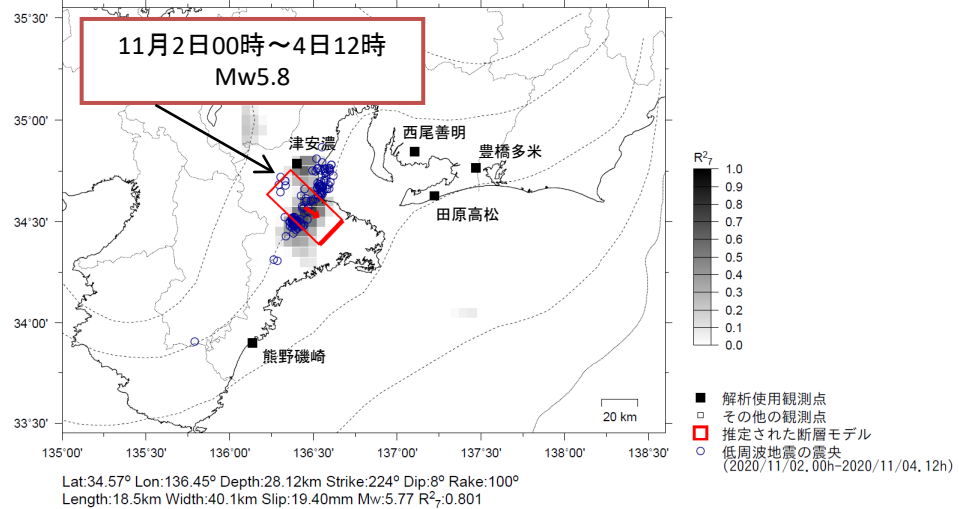 11月2日00時～4日12時
Mw5.8
35°30'
35°00'
34°30'
34°00'
33°30'
135°00'
135°30'
136°00'
136°30'
137°00'
137°30'
138°00'
138°30'
津安濃
西尾善明
豊橋多米
田原高松
熊野磯崎
20 km
R²₇
1.0
0.9
0.8
0.7
0.6
0.5
0.4
0.3
0.2
0.1
0.0
解析使用観測点
その他の観測点
推定された断層モデル
低周波地震の震央
(2020/11/02.00h-2020/11/04.12h)
Lat:34.57° Lon:136.45° Depth:28.12km Strike:224° Dip:8° Rake:100°
Length:18.5km Width:40.1km Slip:19.40mm Mw:5.77 R²₇:0.801